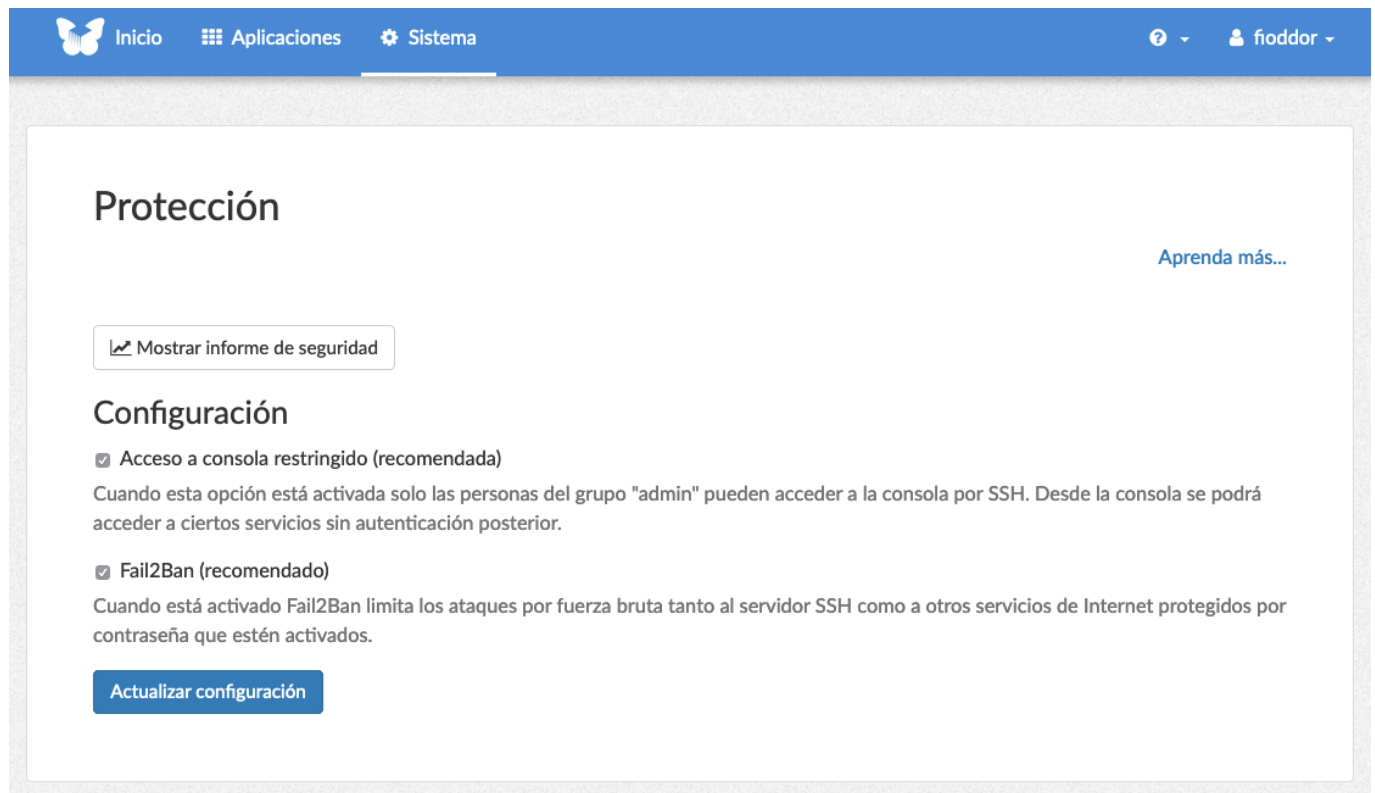 Inicio Aplicaciones Sistema fioddor
Protección
Aprenda más...
Mostrar informe de seguridad
Configuración
Acceso a consola restringido (recomendada)
Cuando esta opción está activada solo las personas del grupo "admin" pueden acceder a la consola por SSH. Desde la consola se podrá
acceder a ciertos servicios sin autenticación posterior.
Fail2Ban (recomendado)
Cuando está activado Fail2Ban limita los ataques por fuerza bruta tanto al servidor SSH como a otros servicios de Internet protegidos por
contraseña que estén activados.
Actualizar configuración